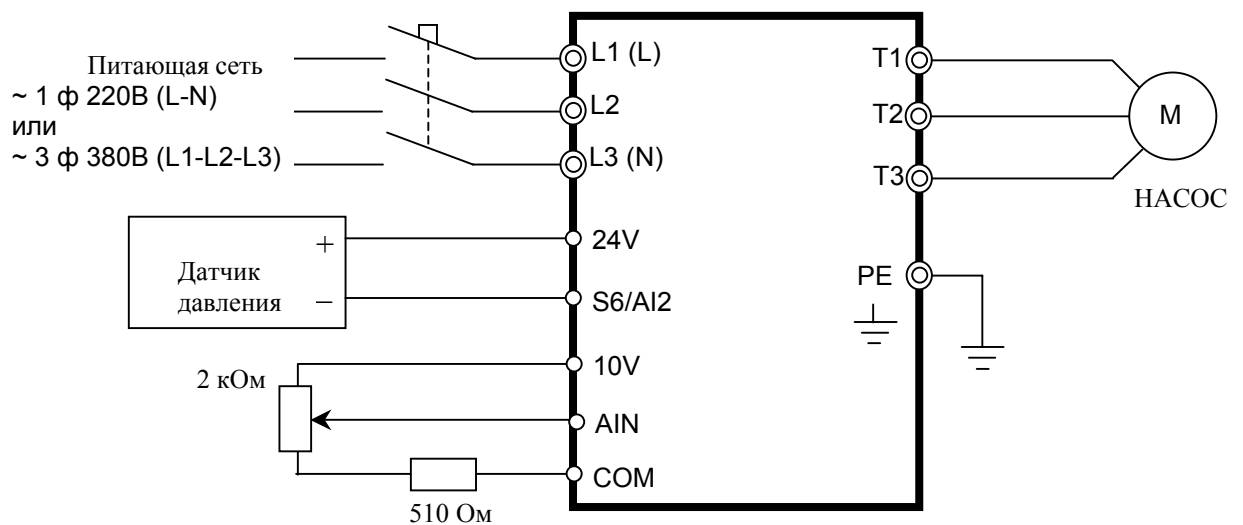 Питающая сеть
~ 1 ф 220В (L-N)
или
~ 3 ф 380В (L1-L2-L3)
L1 (L)
L2
L3 (N)
T1
T2
T3
М
НАСОС
Датчик
давления
+
–
24V
S6/AI2
PE
2 кОм
10V
AIN
COM
510 Ом